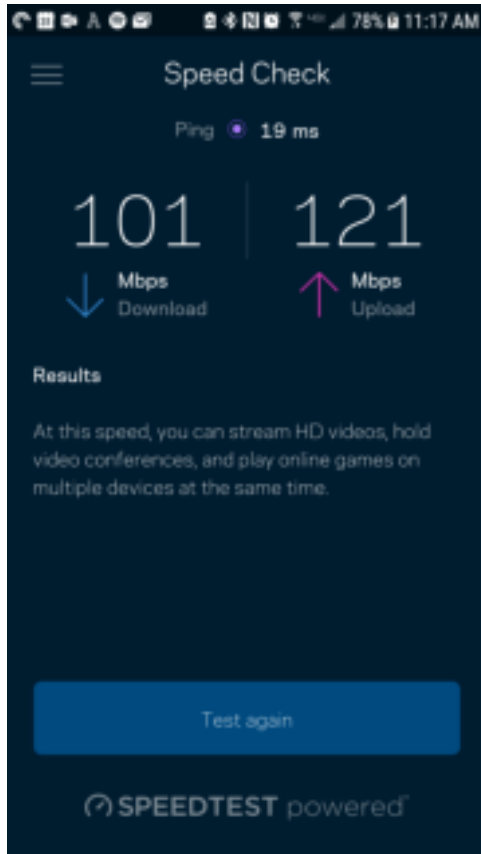 78% 11:17 AM
Speed Check
Ping 19 ms
101 121
Mbps Mbps
Download Upload
Results
At this speed, you can stream HD videos, hold
video conferences, and play online games on
multiple devices at the same time.
Test again
SPEEDTEST powered™